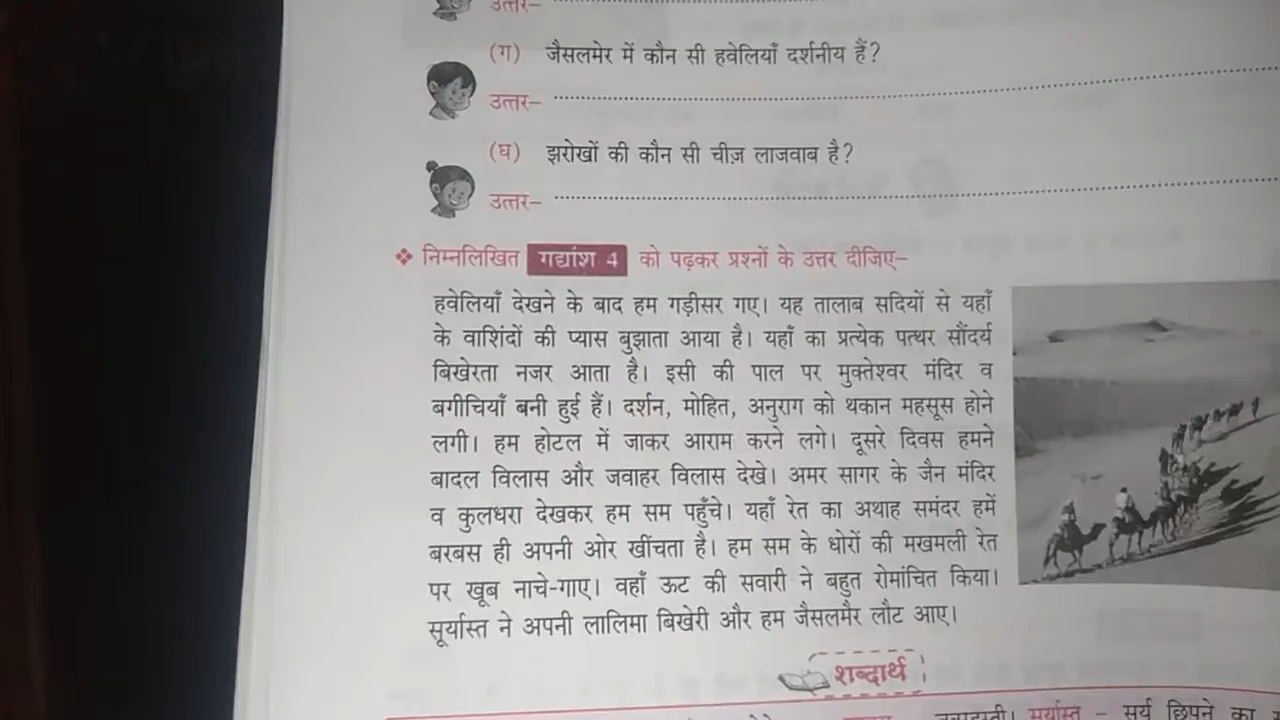 उत्तर–
(ग) जैसलमेर में कौन सी हवेलियाँ दर्शनीय हैं?
उत्तर–
(घ) झरोखों की कौन सी चीज़ लाजवाब है?
उत्तर–
❖ निम्नलिखित गद्यांश 4 को पढ़कर प्रश्नों के उत्तर दीजिए–
हवेलियाँ देखने के बाद हम गड़ीसर गए। यह तालाब सदियों से यहाँ
के वाशिंदों की प्यास बुझाता आया है। यहाँ का प्रत्येक पत्थर सौंदर्य
बिखेरता नजर आता है। इसी की पाल पर मुक्तेश्वर मंदिर व
बगीचियाँ बनी हुई हैं। दर्शन, मोहित, अनुराग को थकान महसूस होने
लगी। हम होटल में जाकर आराम करने लगे। दूसरे दिवस हमने
बादल विलास और जवाहर विलास देखे। अमर सागर के जैन मंदिर
व कुलधरा देखकर हम सम पहुँचे। यहाँ रेत का अथाह समंदर हमें
बरबस ही अपनी ओर खींचता है। हम सम के धोरों की मखमली रेत
पर खूब नाचे-गाए। वहाँ ऊट की सवारी ने बहुत रोमांचित किया।
सूर्यास्त ने अपनी लालिमा बिखेरी और हम जैसलमैर लौट आए।
शब्दार्थ
सूर्यास्त – सूर्य छिपने का